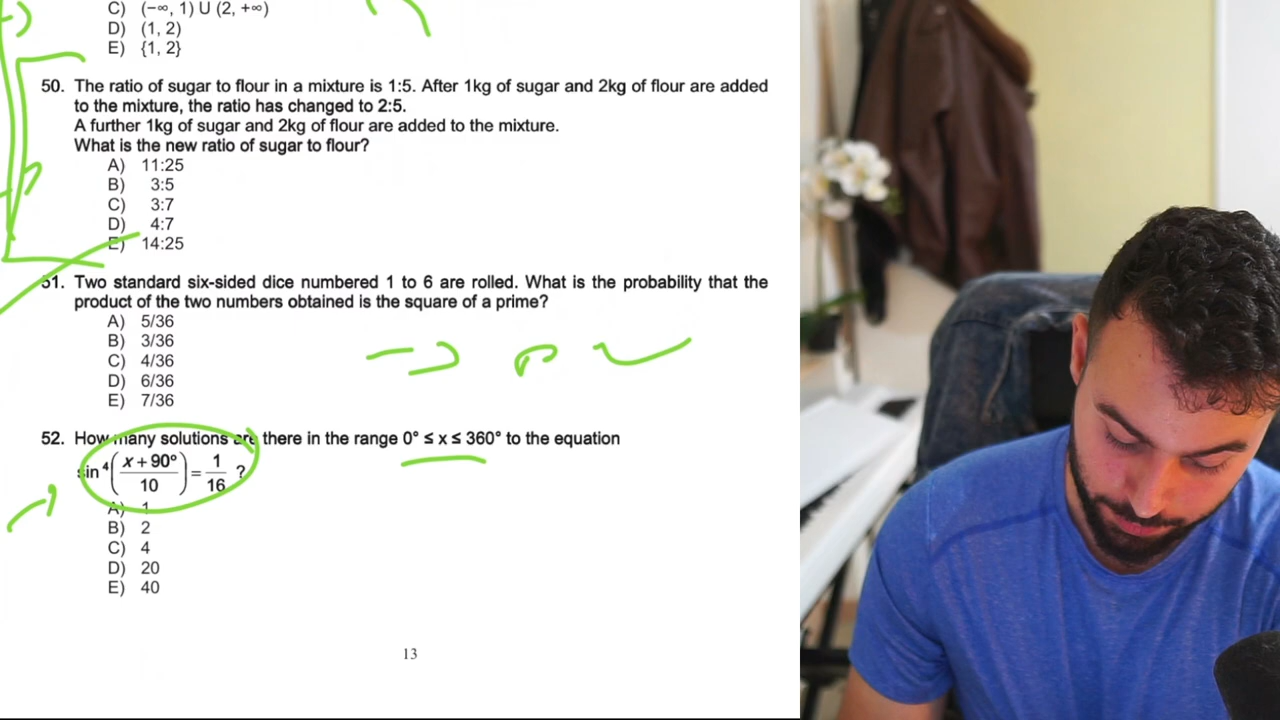 C) (−∞, 1) U (2, +∞)
D) (1, 2)
E) {1, 2}
50. The ratio of sugar to flour in a mixture is 1:5. After 1kg of sugar and 2kg of flour are added
to the mixture, the ratio has changed to 2:5.
A further 1kg of sugar and 2kg of flour are added to the mixture.
What is the new ratio of sugar to flour?
A) 11:25
B) 3:5
C) 3:7
D) 4:7
E) 14:25
51. Two standard six-sided dice numbered 1 to 6 are rolled. What is the probability that the
product of the two numbers obtained is the square of a prime?
A) 5/36
B) 3/36
C) 4/36
D) 6/36
E) 7/36
52. How many solutions are there in the range 0° ≤ x ≤ 360° to the equation
sin⁴((x + 90°)/10) = 1/16 ?
A) 1
B) 2
C) 4
D) 20
E) 40
13